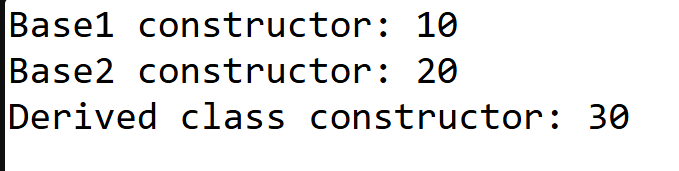 Base1 constructor: 10
Base2 constructor: 20
Derived class constructor: 30